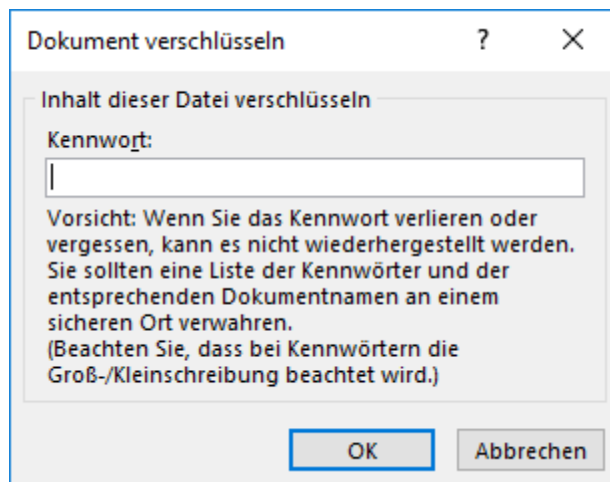 Dokument verschlüsseln ? ×
Inhalt dieser Datei verschlüsseln
Kennwort:
Vorsicht: Wenn Sie das Kennwort verlieren oder
vergessen, kann es nicht wiederhergestellt werden.
Sie sollten eine Liste der Kennwörter und der
entsprechenden Dokumentnamen an einem
sicheren Ort verwahren.
(Beachten Sie, dass bei Kennwörtern die
Groß-/Kleinschreibung beachtet wird.)
OK Abbrechen